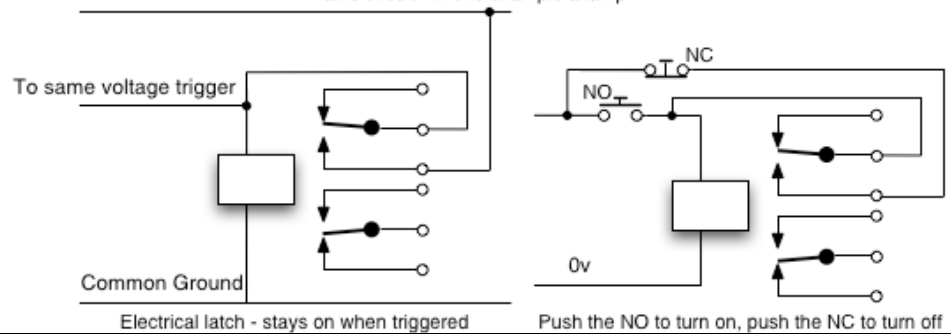 To same voltage trigger
Common Ground
Electrical latch - stays on when triggered
NC
NO
0v
Push the NO to turn on, push the NC to turn off